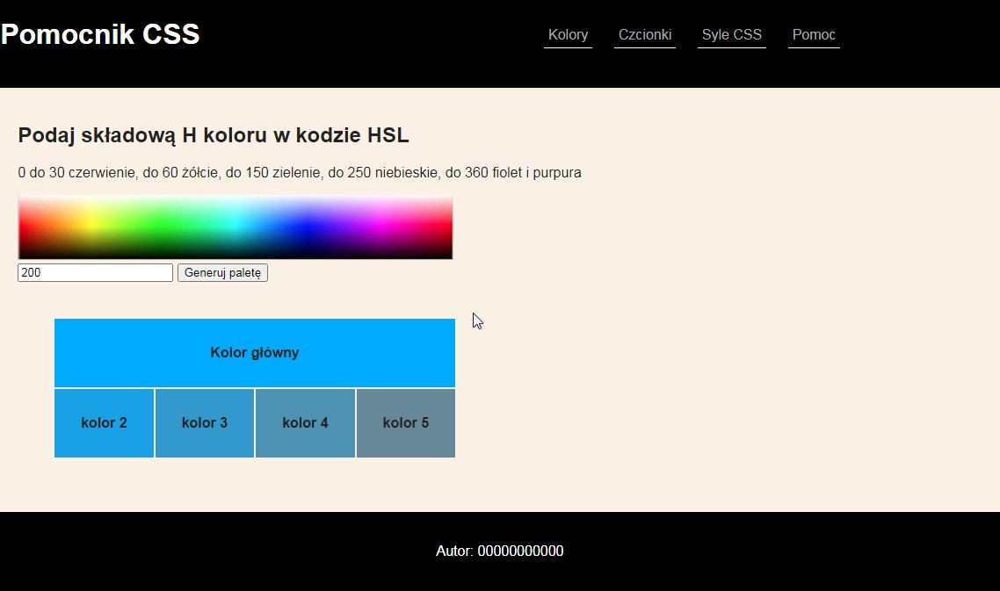 Pomocnik CSS
Kolory Czcionki Syle CSS Pomoc
Podaj składową H koloru w kodzie HSL
0 do 30 czerwienie, do 60 żółcie, do 150 zielenie, do 250 niebieskie, do 360 fiolet i purpura
200 Generuj paletę
Kolor główny
kolor 2 kolor 3 kolor 4 kolor 5
Autor: 00000000000